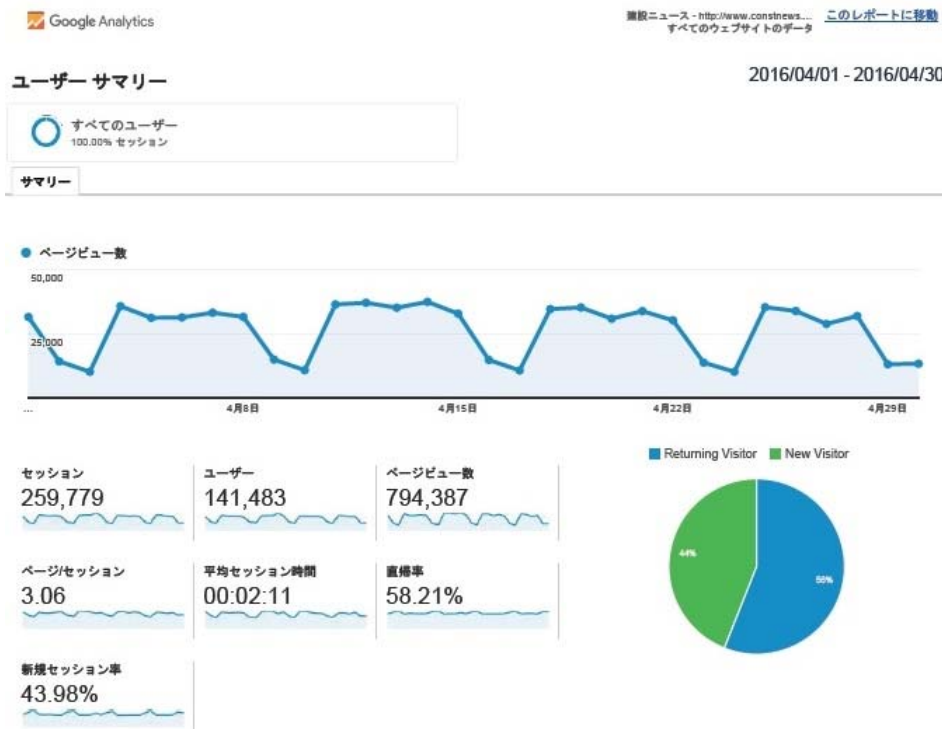 Google Analytics
建設ニュース - http://www.constnews....
このレポートに移動
すべてのウェブサイトのデータ
ユーザー サマリー
2016/04/01 - 2016/04/30
すべてのユーザー
100.00% セッション
サマリー
ページビュー数
50,000
25,000
...
4月8日
4月15日
4月22日
4月29日
Returning Visitor
New Visitor
セッション
ユーザー
ページビュー数
259,779
141,483
794,387
44%
56%
ページ/セッション
平均セッション時間
直帰率
3.06
00:02:11
58.21%
新規セッション率
43.98%